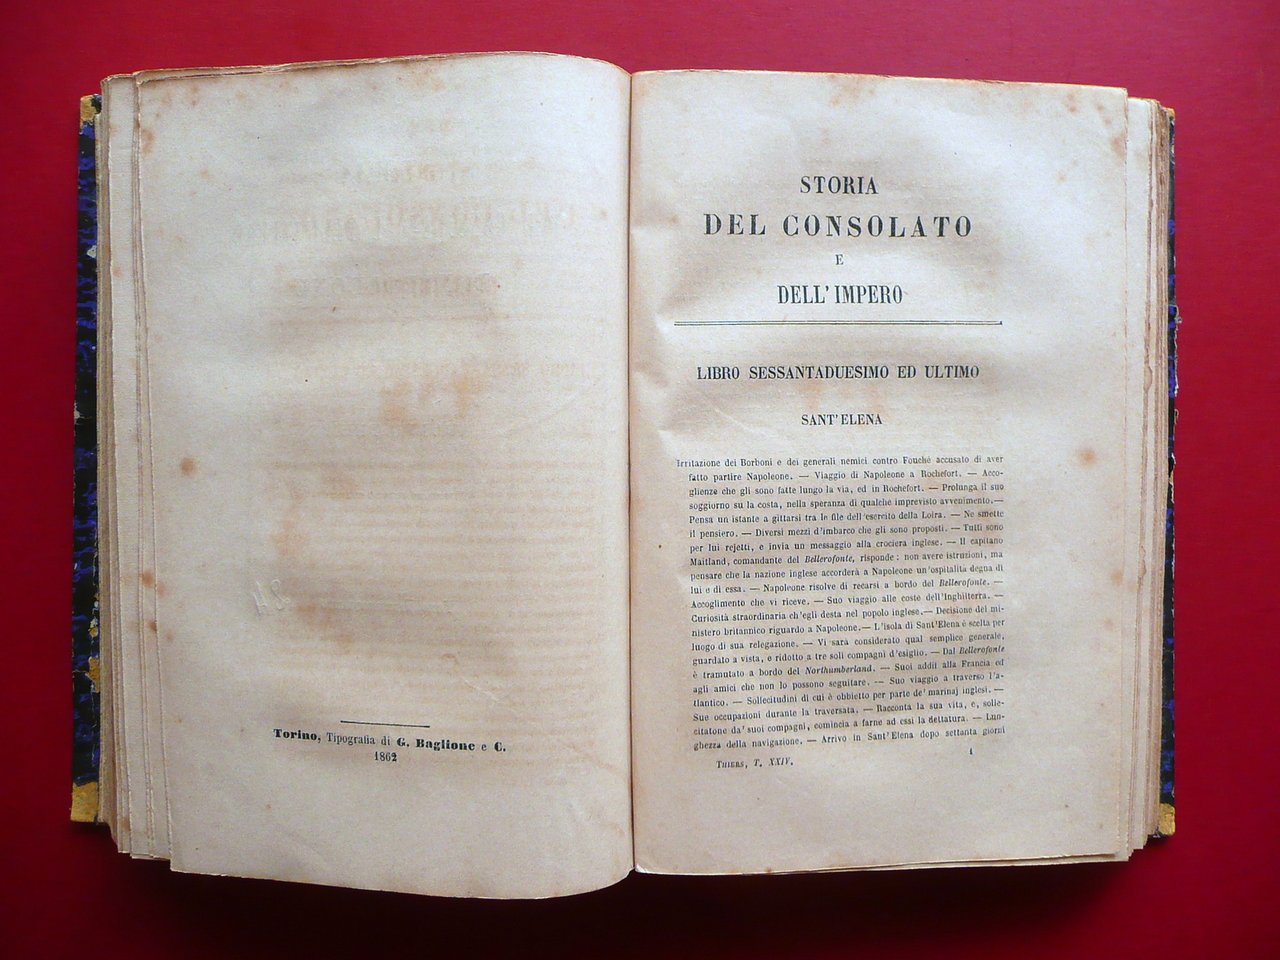 Torino, Tipografia di G. Baglione e C.
1862
STORIA
DEL CONSOLATO
E
DELL' IMPERO
LIBRO SESSANTADUESIMO ED ULTIMO
SANT' ELENA
Irritazione dei Borboni e dei generali nemici contro Fouché accusato di aver
fatto partire Napoleone. — Viaggio di Napoleone a Rochefort. — Acco-
glienze che gli sono fatte lungo la via, ed in Rochefort. — Prolunga il suo
soggiorno su la costa, nella speranza di qualche imprevisto avvenimento.—
Pensa un istante a gittarsi tra le file dell'esercito della Loira. — Ne smette
il pensiero. — Diversi mezzi d'imbarco che gli sono proposti. — Tutti sono
per lui rejetti, e invia un messaggio alla crociera inglese. — Il capitano
Maitland, comandante del Bellerofonte, risponde: non avere istruzioni, ma
pensare che la nazione inglese accorderà a Napoleone un'ospitalità degna di
lui e di essa. — Napoleone risolve di recarsi a bordo del Bellerofonte. —
Accoglimento che vi riceve. — Suo viaggio alle coste dell'Inghilterra. —
Curiosità straordinaria ch'egli desta nel popolo inglese.— Decisione del mi-
nistero britannico riguardo a Napoleone.— L'isola di Sant'Elena è scelta per
luogo di sua relegazione. — Vi sarà considerato qual semplice generale,
guardato a vista, e ridotto a tre soli compagni d'esiglio. — Dal Bellerofonte
è tramutato a bordo del Northumberland. — Suoi addii alla Francia ed
agli amici che non lo possono seguitare. — Suo viaggio a traverso l'a-
tlantico. — Sollecitudini di cui è obbietto per parte de' marinaj inglesi. —
Sue occupazioni durante la traversata. — Racconta la sua vita, e, solle-
citatone da' suoi compagni, comincia a farne ad essi la dettatura. — Lun-
ghezza della navigazione. — Arrivo in Sant'Elena dopo settanta giorni
THIERS, T. XXIV. 1